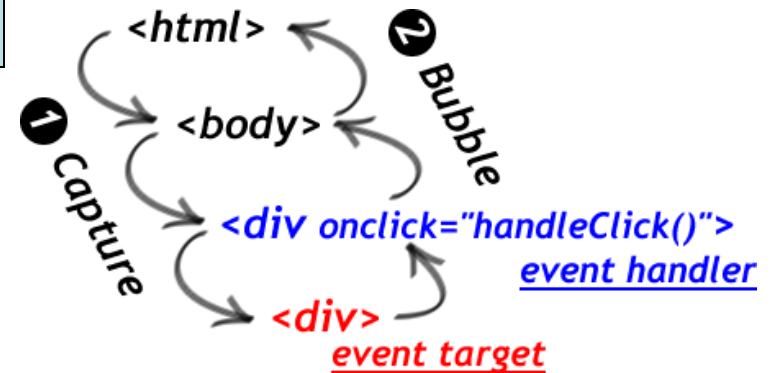 <html>
2 Bubble
<body>
1 Capture
<div onclick="handleClick()">
event handler
<div>
event target